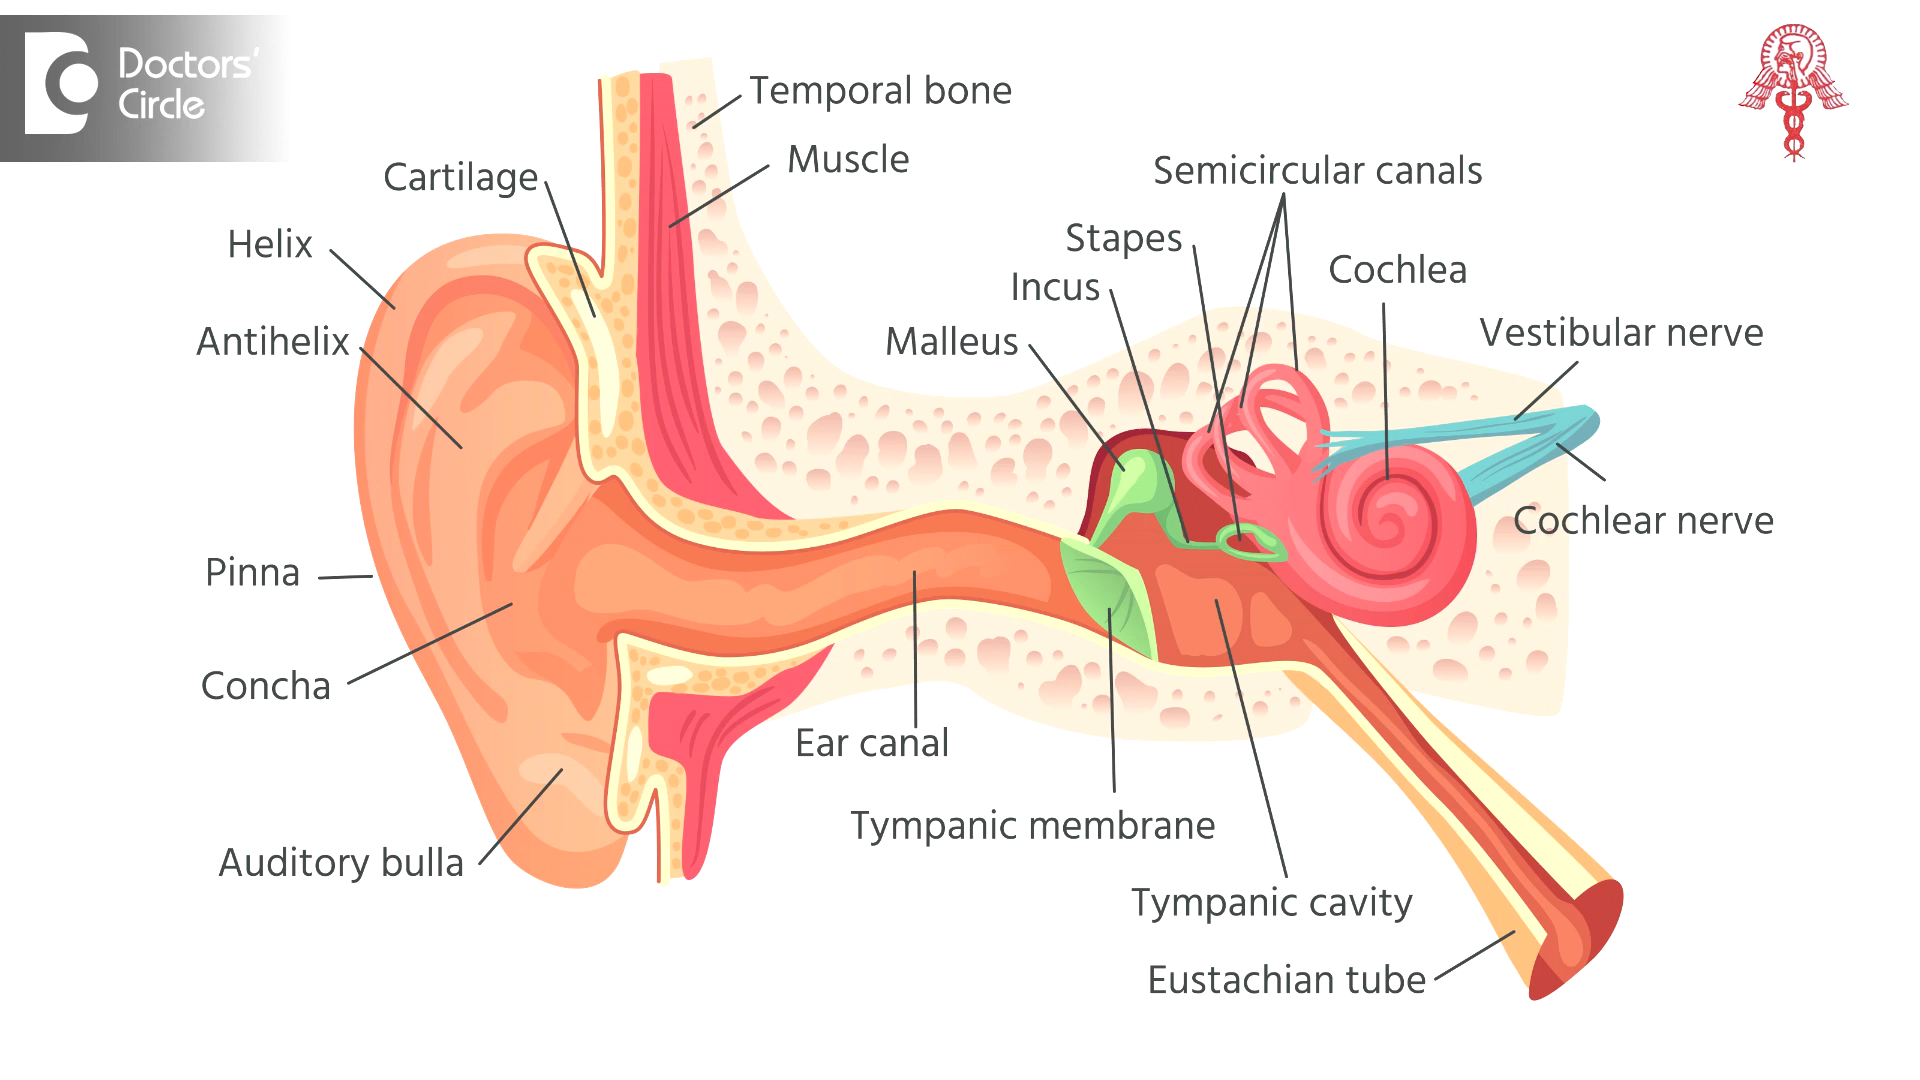 Doctors'
Circle
Temporal bone
Muscle
Cartilage
Semicircular canals
Helix
Stapes
Cochlea
Incus
Antihelix
Malleus
Vestibular nerve
Cochlear nerve
Pinna
Concha
Ear canal
Tympanic membrane
Auditory bulla
Tympanic cavity
Eustachian tube